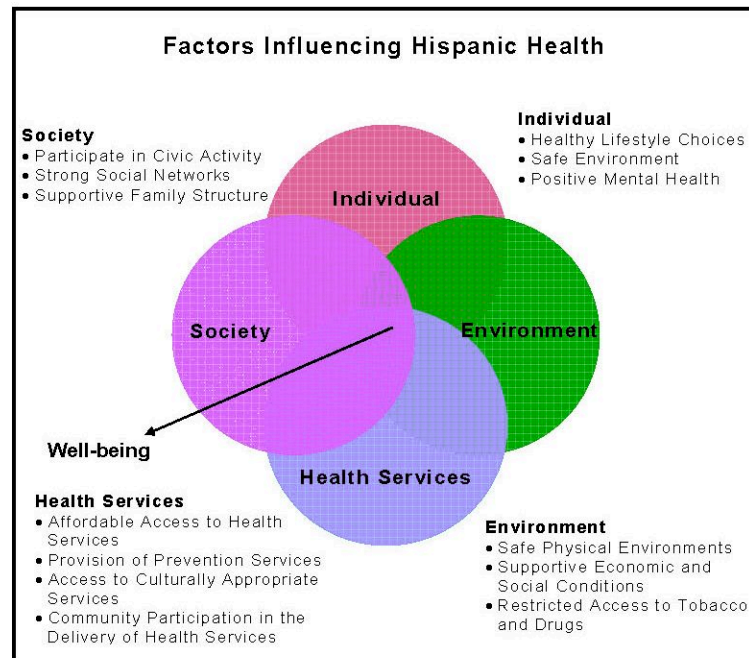 Factors Influencing Hispanic Health
Society
• Participate in Civic Activity
• Strong Social Networks
• Supportive Family Structure
Individual
• Healthy Lifestyle Choices
• Safe Environment
• Positive Mental Health
Individual
Society
Environment
Health Services
Well-being
Health Services
• Affordable Access to Health
Services
• Provision of Prevention Services
• Access to Culturally Appropriate
Services
• Community Participation in the
Delivery of Health Services
Environment
• Safe Physical Environments
• Supportive Economic and
Social Conditions
• Restricted Access to Tobacco
and Drugs